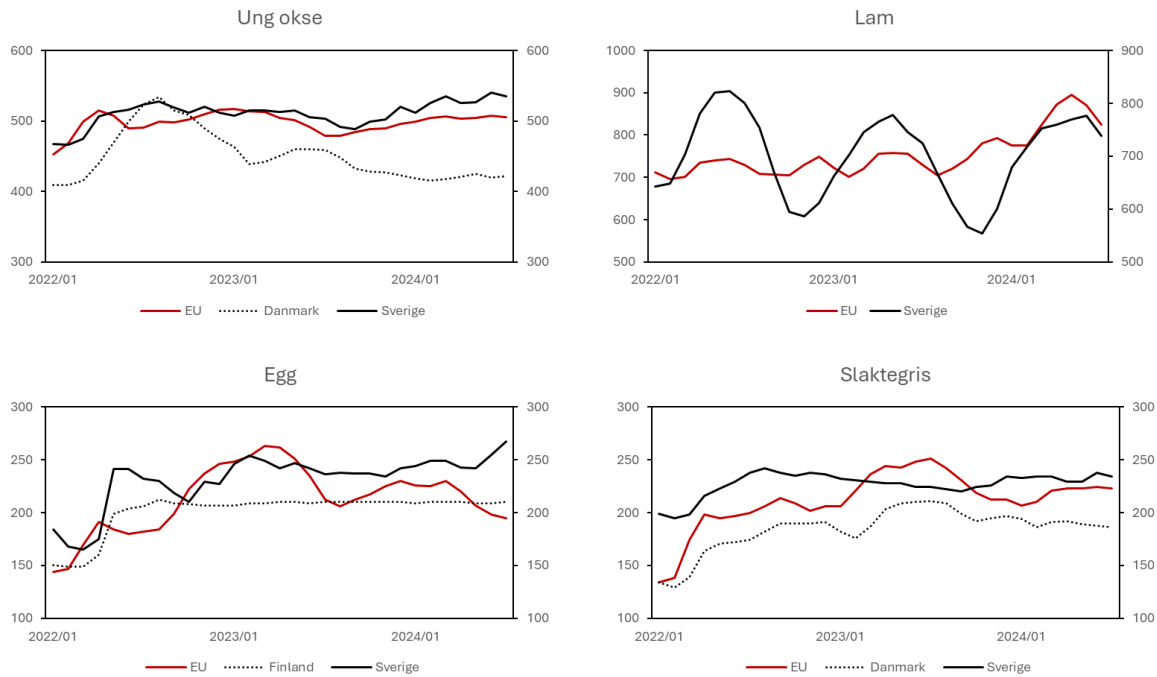 Ung okse
600 600
500 500
400 400
300 300
2022/01 2023/01 2024/01
EU Danmark Sverige
Lam
1000 900
900 800
800 700
700 600
600
500 500
2022/01 2023/01 2024/01
EU Sverige
Egg
300 300
250 250
200 200
150 150
100 100
2022/01 2023/01 2024/01
EU Finland Sverige
Slaktegris
300 300
250 250
200 200
150 150
100 100
2022/01 2023/01 2024/01
EU Danmark Sverige